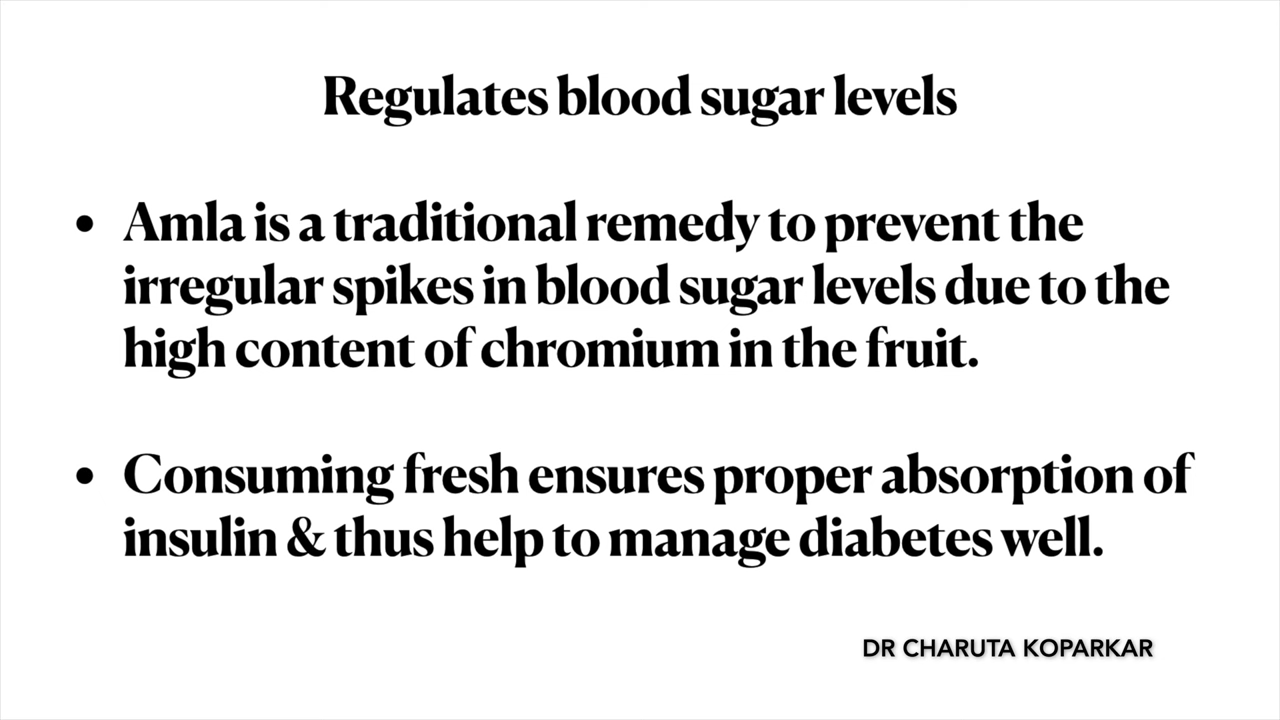 Regulates blood sugar levels
• Amla is a traditional remedy to prevent the
irregular spikes in blood sugar levels due to the
high content of chromium in the fruit.
• Consuming fresh ensures proper absorption of
insulin & thus help to manage diabetes well.
DR CHARUTA KOPARKAR